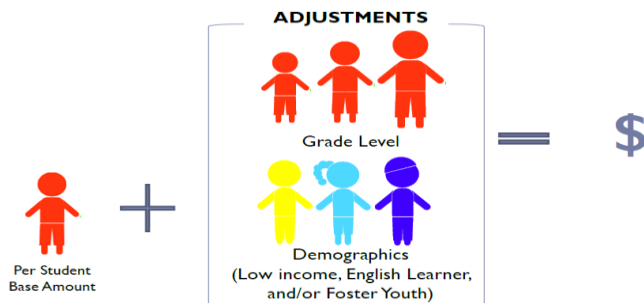 ADJUSTMENTS
Grade Level
+
=
$
Per Student
Base Amount
Demographics
(Low income, English Learner,
and/or Foster Youth)